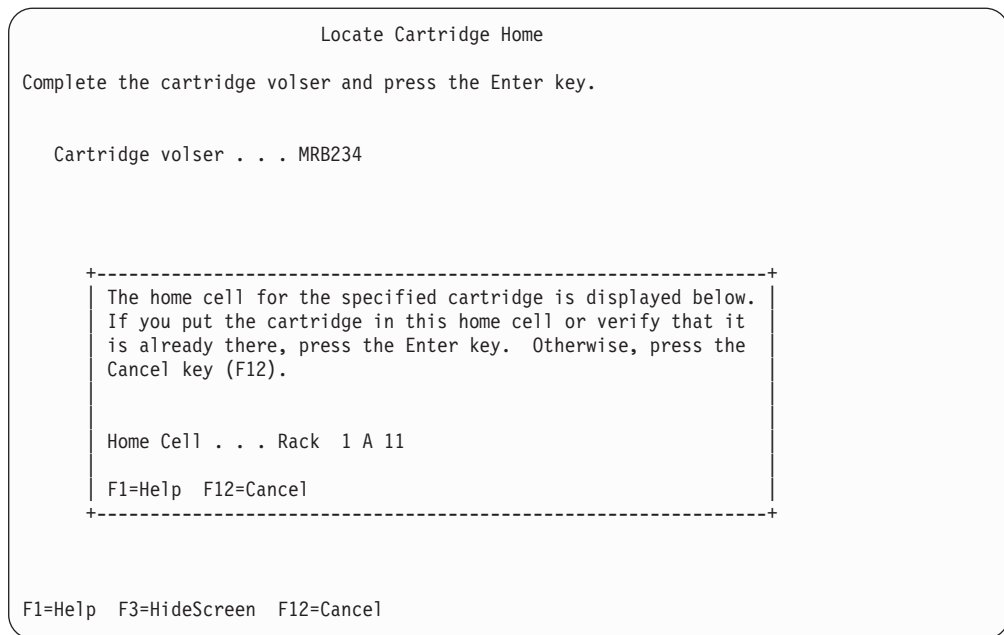 Locate Cartridge Home
Complete the cartridge volser and press the Enter key.
Cartridge volser . . . MRB234
The home cell for the specified cartridge is displayed below.
If you put the cartridge in this home cell or verify that it
is already there, press the Enter key.  Otherwise, press the
Cancel key (F12).
Home Cell . . . Rack  1 A 11
F1=Help  F12=Cancel
F1=Help  F3=HideScreen  F12=Cancel